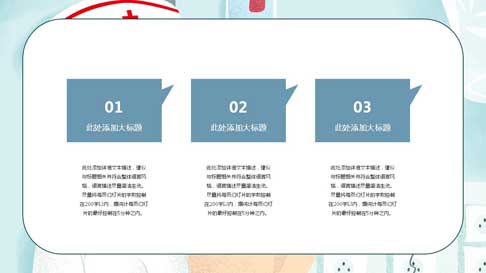 01
此处添加大标题
此处添加详细文本描述，建议
与标题相关并符合整体语言风
格，语言描述尽量简洁生动。
尽量将每页幻灯片的字数控制
在200字以内，据统计每页幻灯
片的最好控制在5分钟之内。
02
此处添加大标题
此处添加详细文本描述，建议
与标题相关并符合整体语言风
格，语言描述尽量简洁生动。
尽量将每页幻灯片的字数控制
在200字以内，据统计每页幻灯
片的最好控制在5分钟之内。
03
此处添加大标题
此处添加详细文本描述，建议
与标题相关并符合整体语言风
格，语言描述尽量简洁生动。
尽量将每页幻灯片的字数控制
在200字以内，据统计每页幻灯
片的最好控制在5分钟之内。